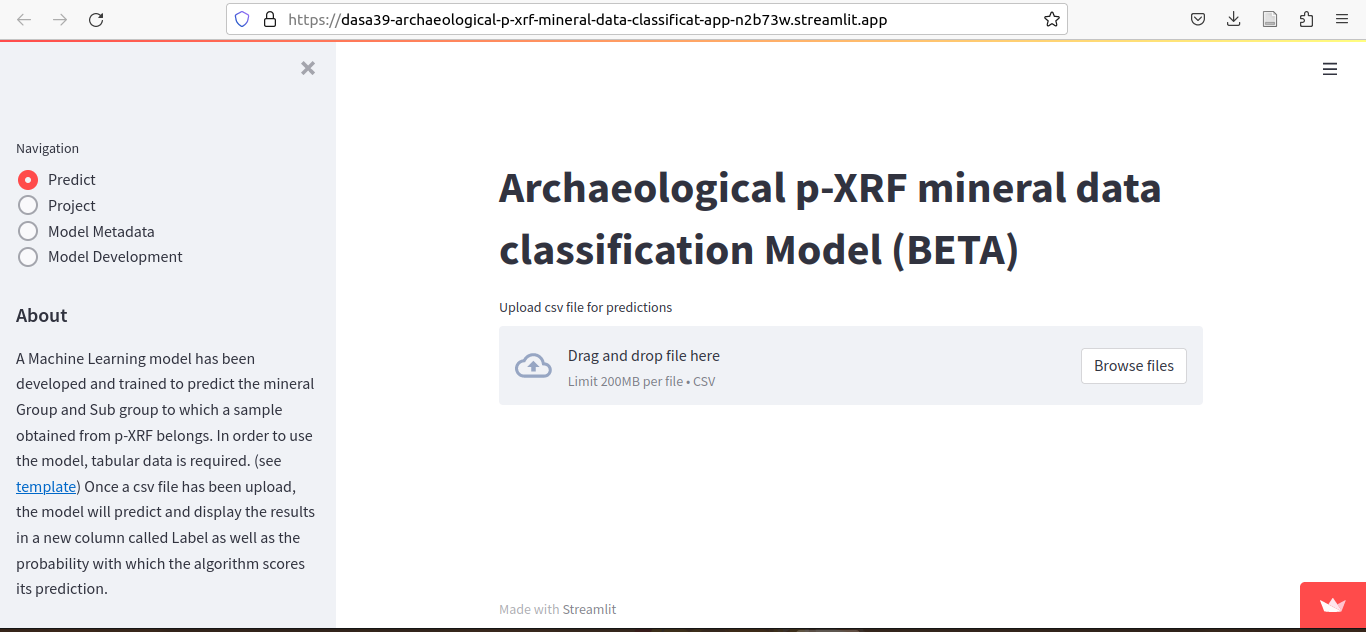 https://dasa39-archaeological-p-xrf-mineral-data-classificat-app-n2b73w.streamlit.app
Navigation
Predict
Project
Model Metadata
Model Development
About
A Machine Learning model has been
developed and trained to predict the mineral
Group and Sub group to which a sample
obtained from p-XRF belongs. In order to use
the model, tabular data is required. (see
template) Once a csv file has been upload,
the model will predict and display the results
in a new column called Label as well as the
probability with which the algorithm scores
its prediction.
Archaeological p-XRF mineral data
classification Model (BETA)
Upload csv file for predictions
Drag and drop file here
Limit 200MB per file • CSV
Browse files
Made with Streamlit